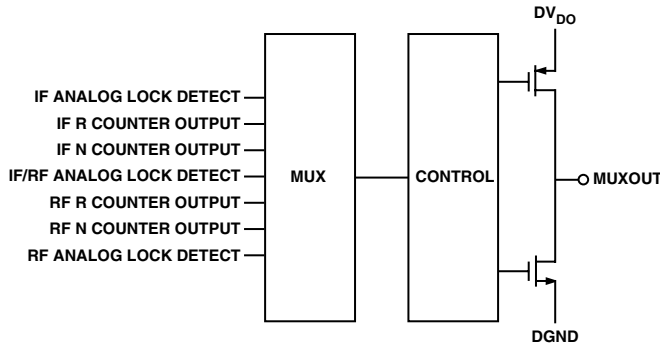 DVDO
IF ANALOG LOCK DETECT
IF R COUNTER OUTPUT
IF N COUNTER OUTPUT
IF/RF ANALOG LOCK DETECT
RF R COUNTER OUTPUT
RF N COUNTER OUTPUT
RF ANALOG LOCK DETECT
MUX
CONTROL
MUXOUT
DGND